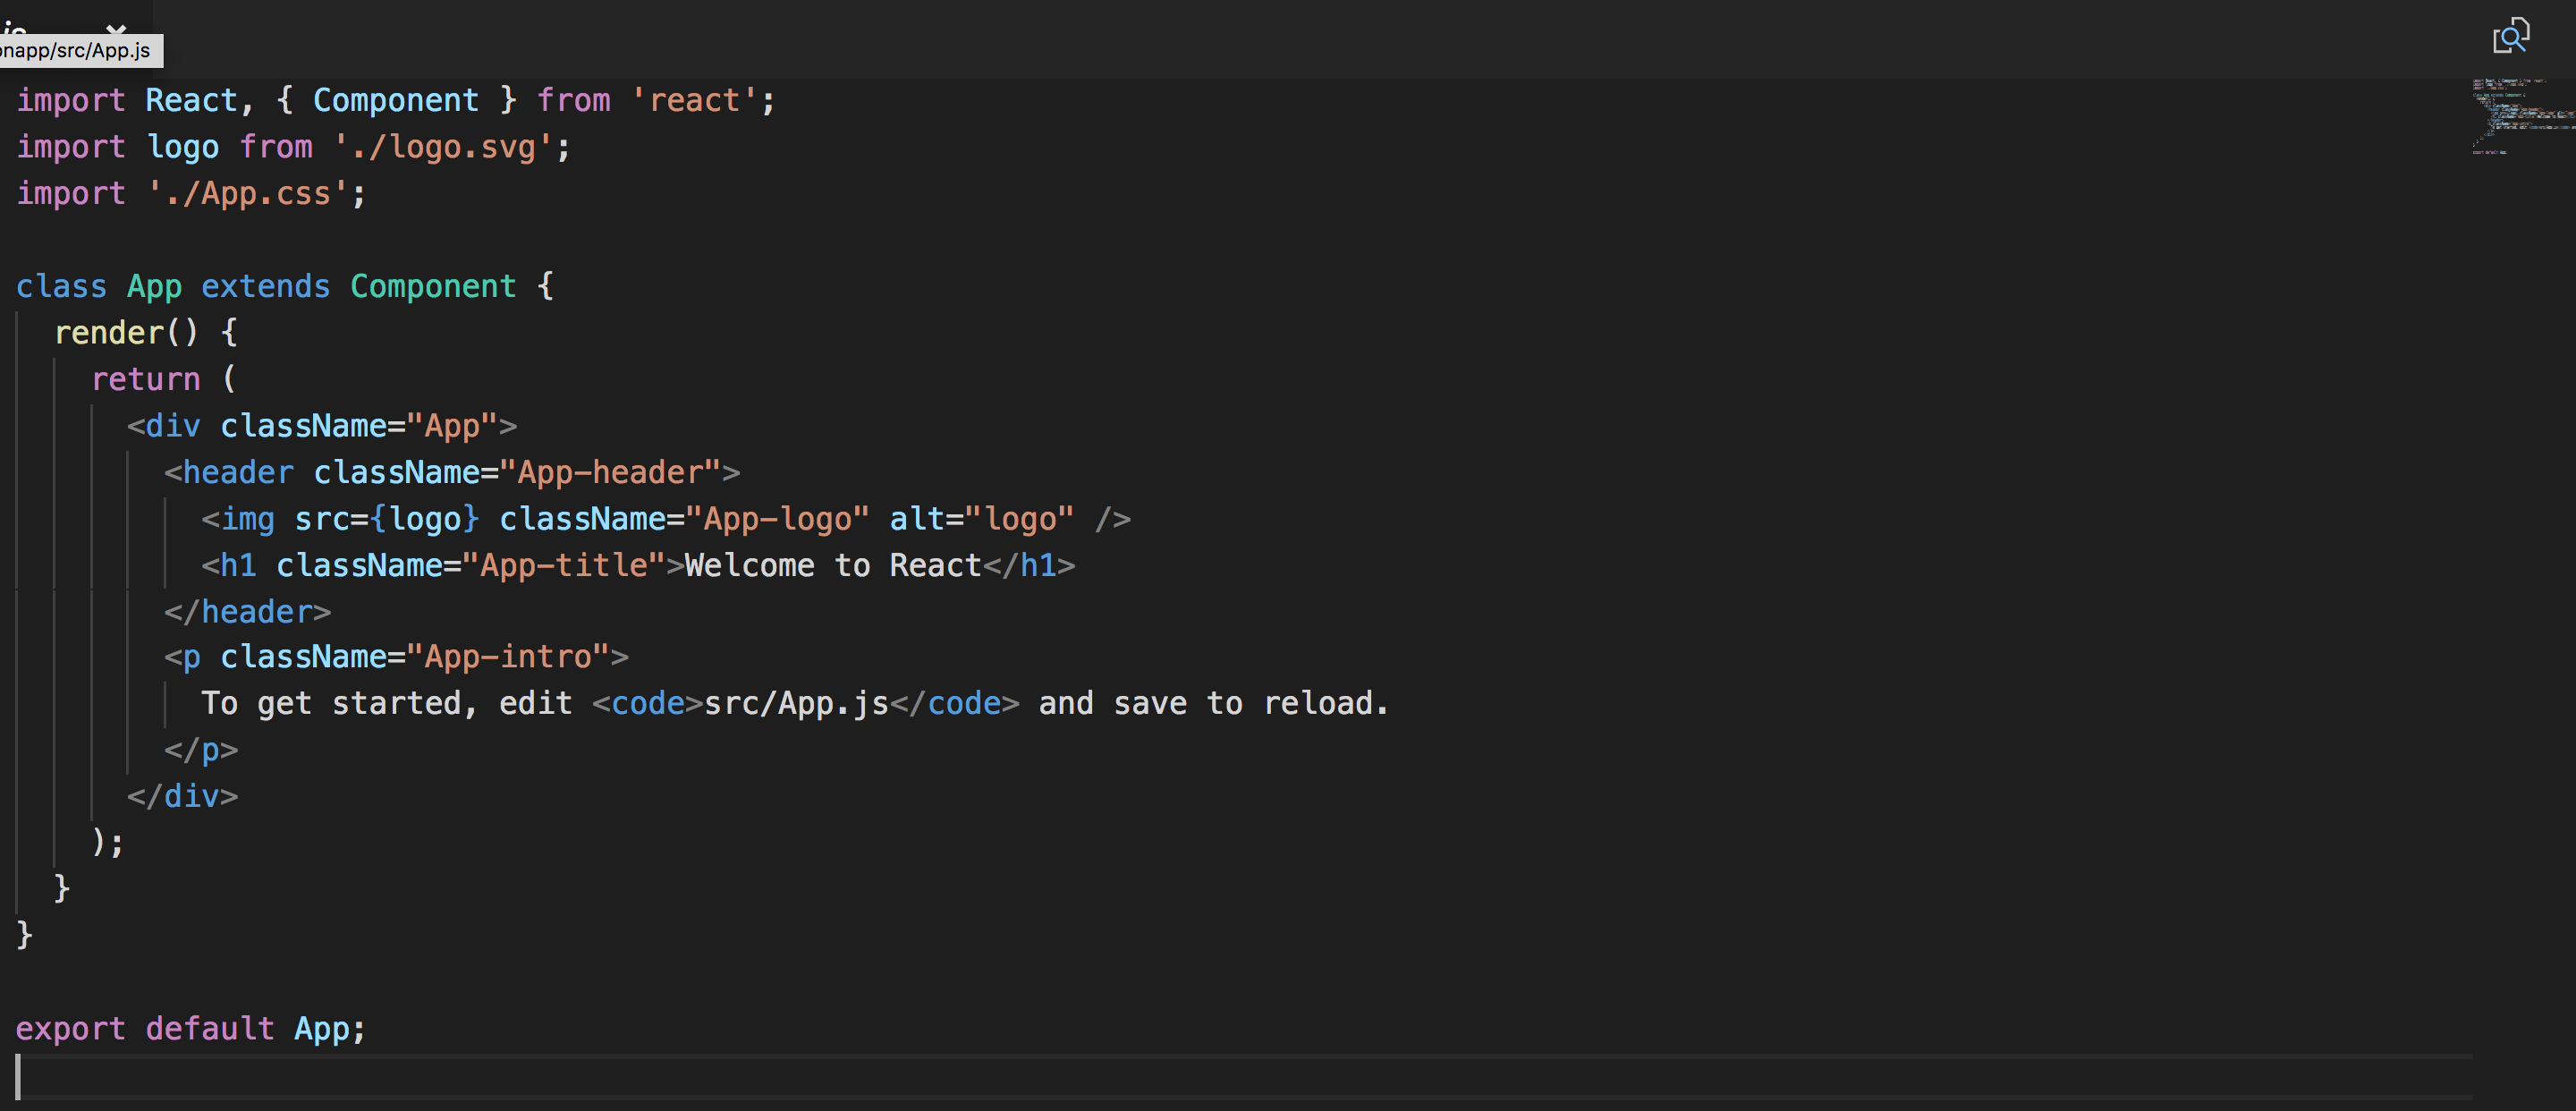 onapp/src/App.js
import React, { Component } from 'react';
import logo from './logo.svg';
import './App.css';
class App extends Component {
render() {
return (
<div className="App">
<header className="App-header">
<img src={logo} className="App-logo" alt="logo" />
<h1 className="App-title">Welcome to React</h1>
</header>
<p className="App-intro">
To get started, edit <code>src/App.js</code> and save to reload.
</p>
</div>
);
}
}
export default App;